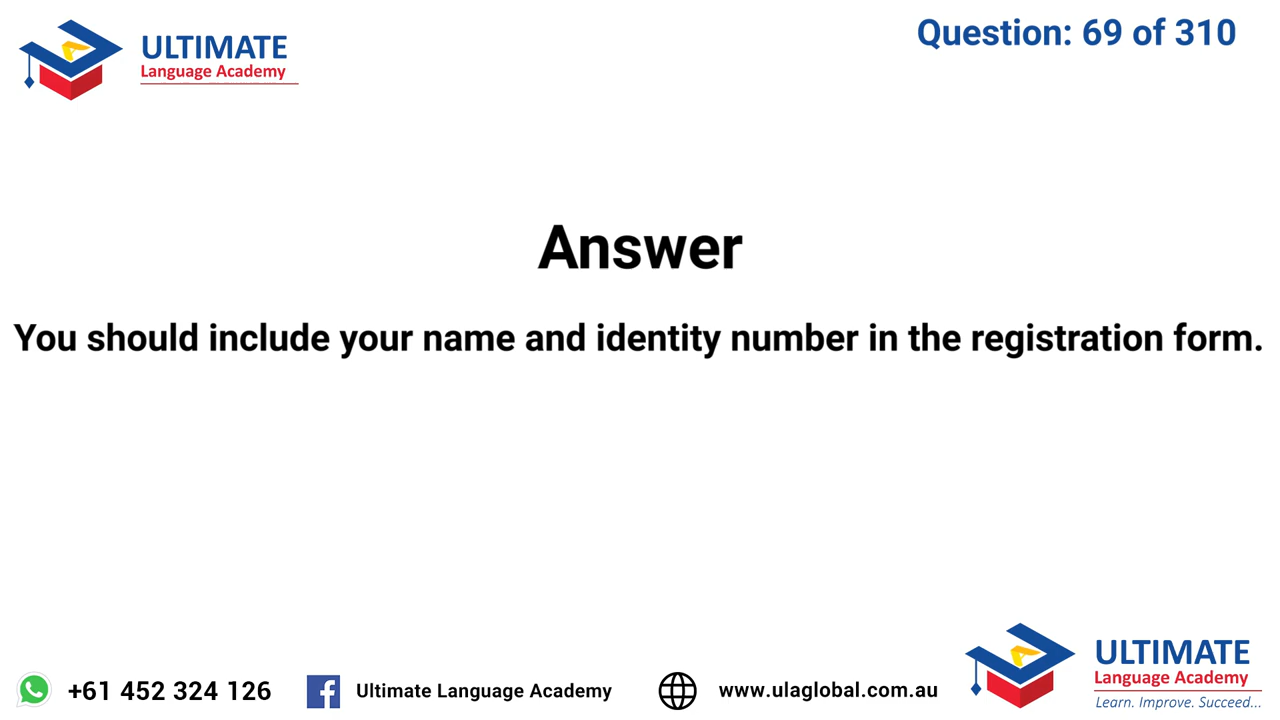 ULTIMATE
Language Academy
Question: 69 of 310
Answer
You should include your name and identity number in the registration form.
+61 452 324 126
Ultimate Language Academy
www.ulaglobal.com.au
ULTIMATE
Language Academy
Learn. Improve. Succeed...